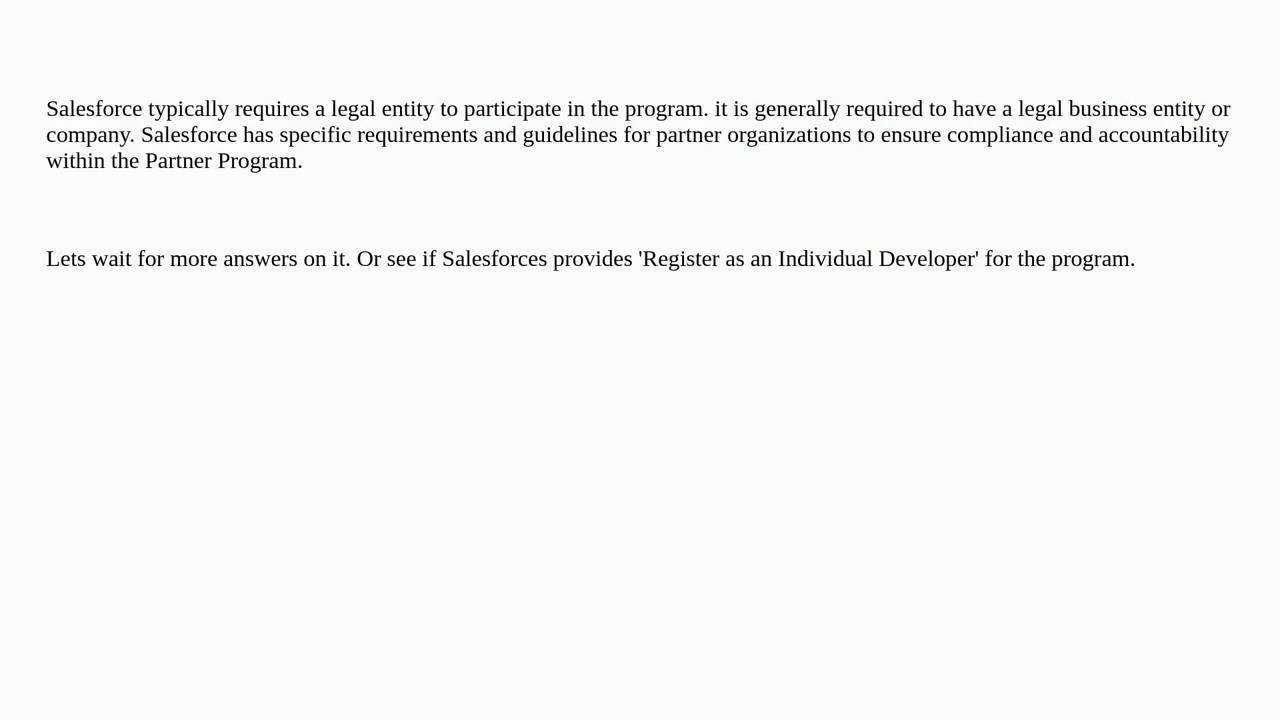 Salesforce typically requires a legal entity to participate in the program. it is generally required to have a legal business entity or
company. Salesforce has specific requirements and guidelines for partner organizations to ensure compliance and accountability
within the Partner Program.
Lets wait for more answers on it. Or see if Salesforces provides 'Register as an Individual Developer' for the program.